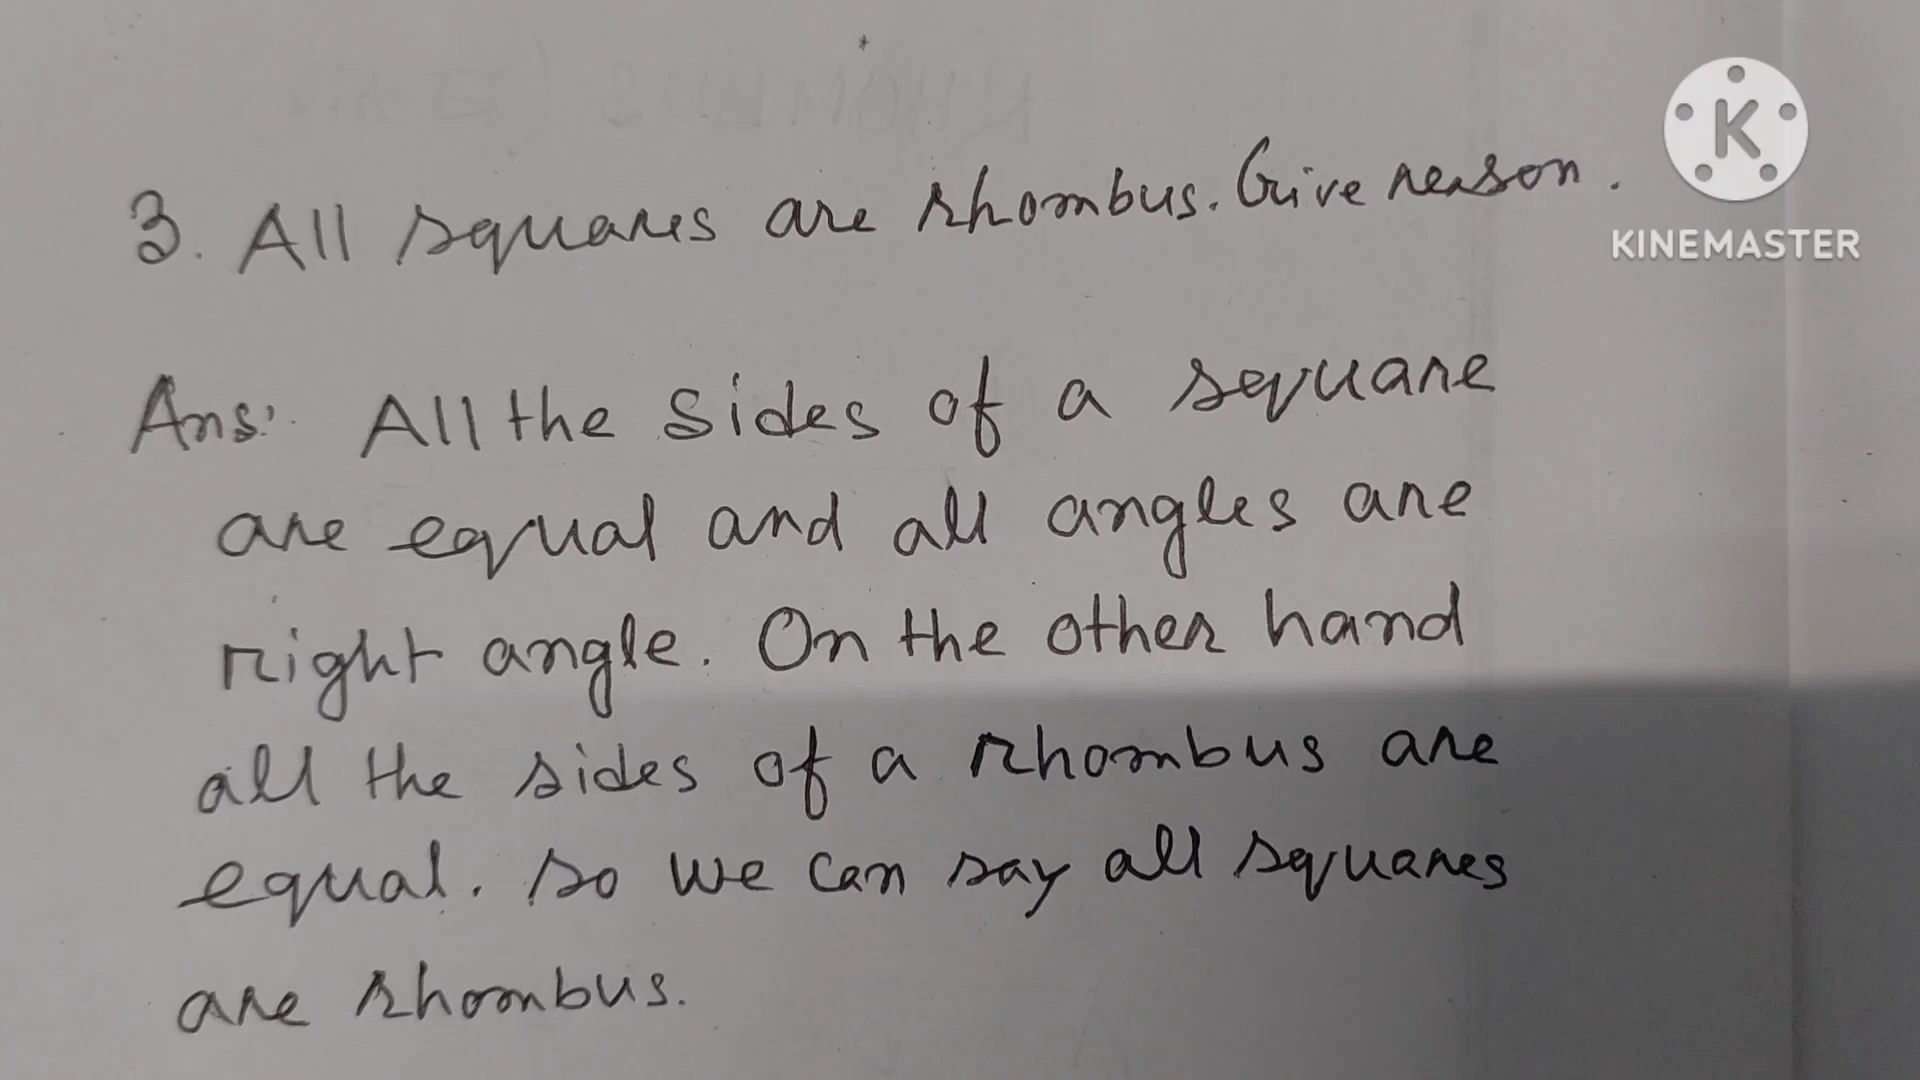 3. All squares are rhombus. Give reason.
KINEMASTER
Ans: All the sides of a square
are equal and all angles are
right angle. On the other hand
all the sides of a rhombus are
equal. so we can say all squares
are rhombus.